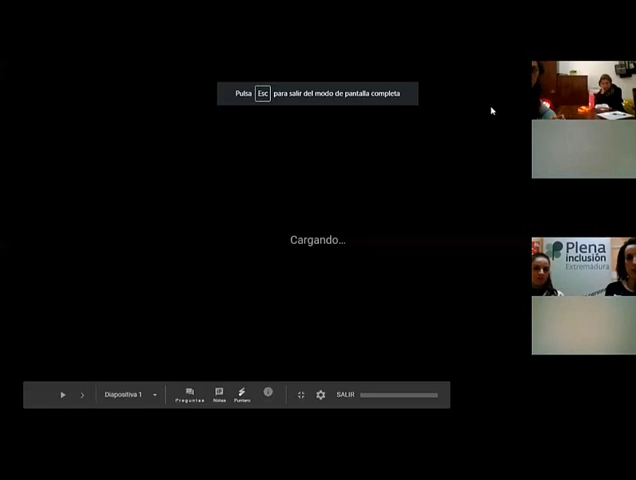 Pulsa Esc para salir del modo de pantalla completa
Plena
inclusión
Extremadura
Cargando...
Diapositiva 1
Preguntas
Notas
Puntero
SALIR